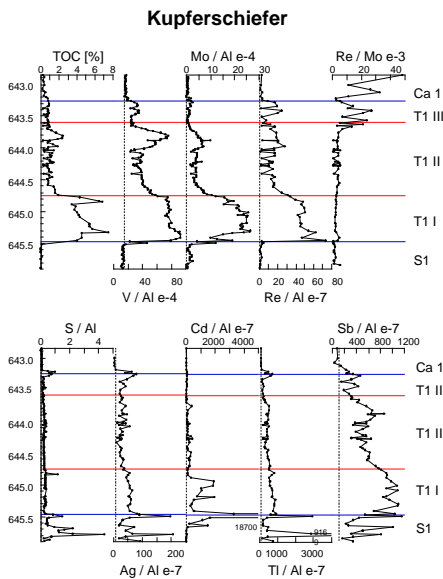 Kupferschiefer
TOC [%] Mo / Al e-4 Re / Mo e-3
0 2 4 6 8 0 10 20 30 0 20 40
643.0
643.5
644.0
644.5
645.0
645.5
Ca 1
T1 III
T1 II
T1 I
S1
0 40 80 0 20 40 60 80
V / Al e-4 Re / Al e-7
S / Al Cd / Al e-7 Sb / Al e-7
0 2 4 0 2000 4000 0 400 800 1200
643.0
643.5
644.0
644.5
645.0
645.5
Ca 1
T1 II
T1 II
T1 I
S1
18700
916
0 100 200 0 1000 3000
Ag / Al e-7 Tl / Al e-7